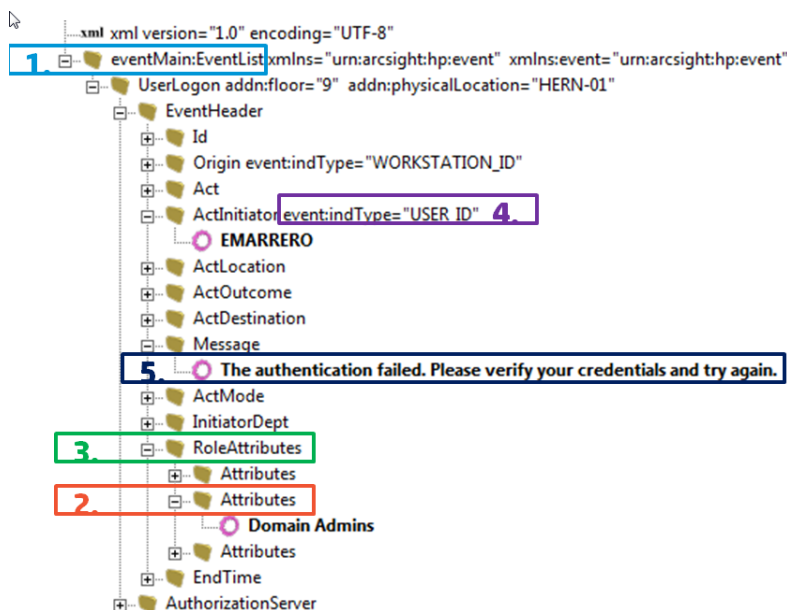 xml xml version="1.0" encoding="UTF-8"
1. eventMain:EventList xmlns="urn:arcsight:hp:event" xmlns:event="urn:arcsight:hp:event"
UserLogon addn:floor="9" addn:physicalLocation="HERN-01"
EventHeader
Id
Origin event:indType="WORKSTATION_ID"
Act
ActInitiator event:indType="USER_ID" 4.
EMARRERO
ActLocation
ActOutcome
ActDestination
Message
5. The authentication failed. Please verify your credentials and try again.
ActMode
InitiatorDept
3. RoleAttributes
Attributes
2. Attributes
Domain Admins
Attributes
EndTime
AuthorizationServer